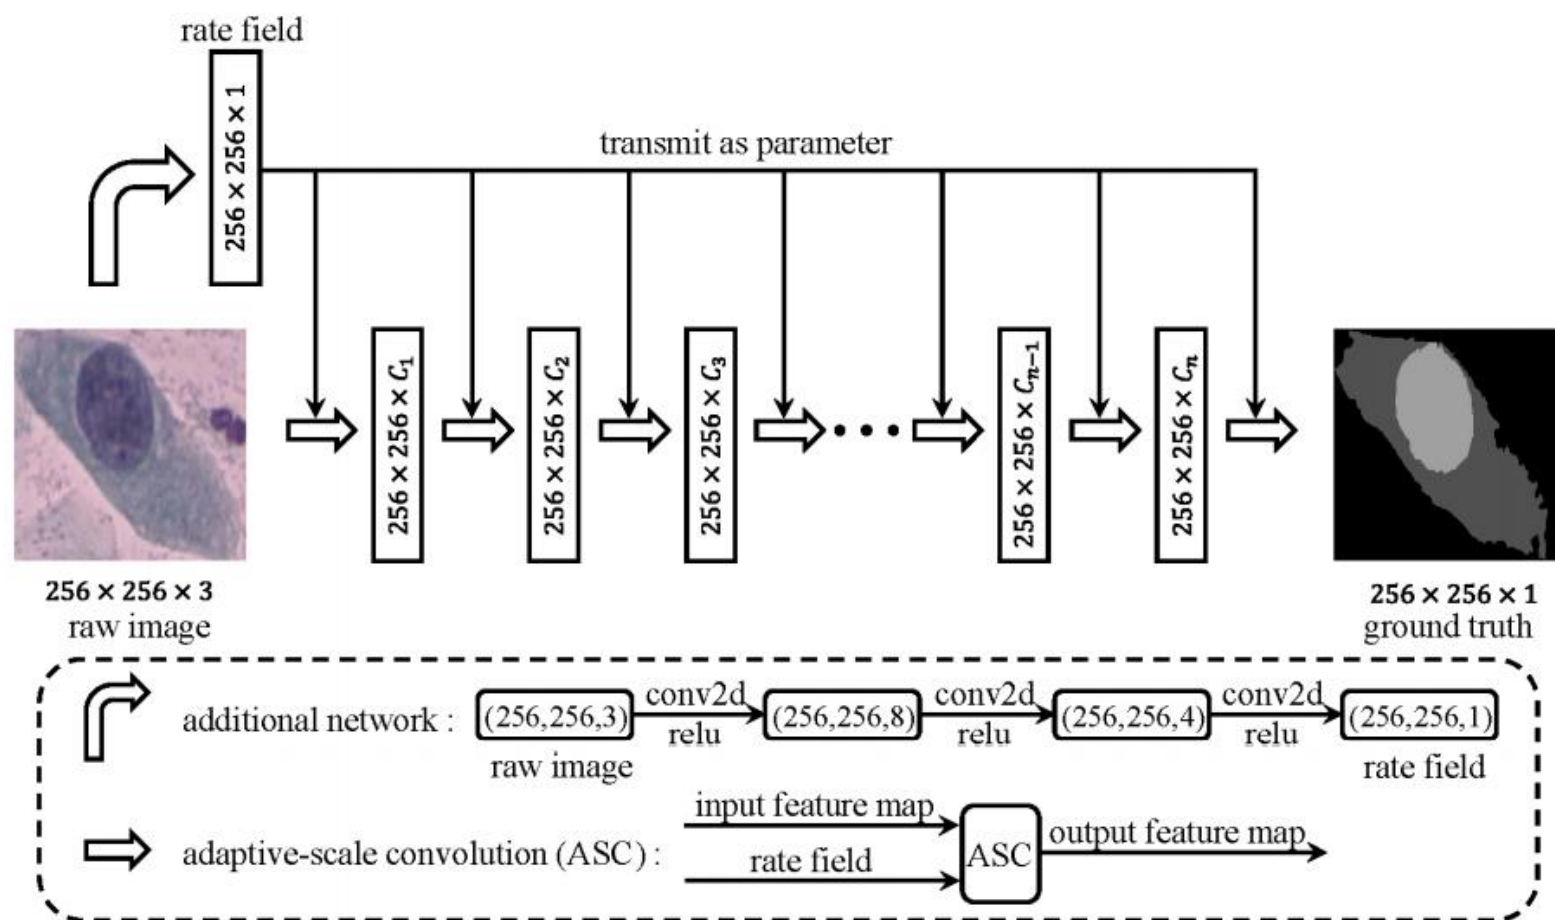 rate field
256 × 256 × 1
transmit as parameter
256 × 256 × C₁
256 × 256 × C₂
256 × 256 × C₃
• • •
256 × 256 × Cₙ₋₁
256 × 256 × Cₙ
256 × 256 × 3
raw image
256 × 256 × 1
ground truth
additional network :
(256,256,3)
conv2d
relu
(256,256,8)
conv2d
relu
(256,256,4)
conv2d
relu
(256,256,1)
raw image
rate field
adaptive-scale convolution (ASC) :
input feature map
rate field
ASC
output feature map